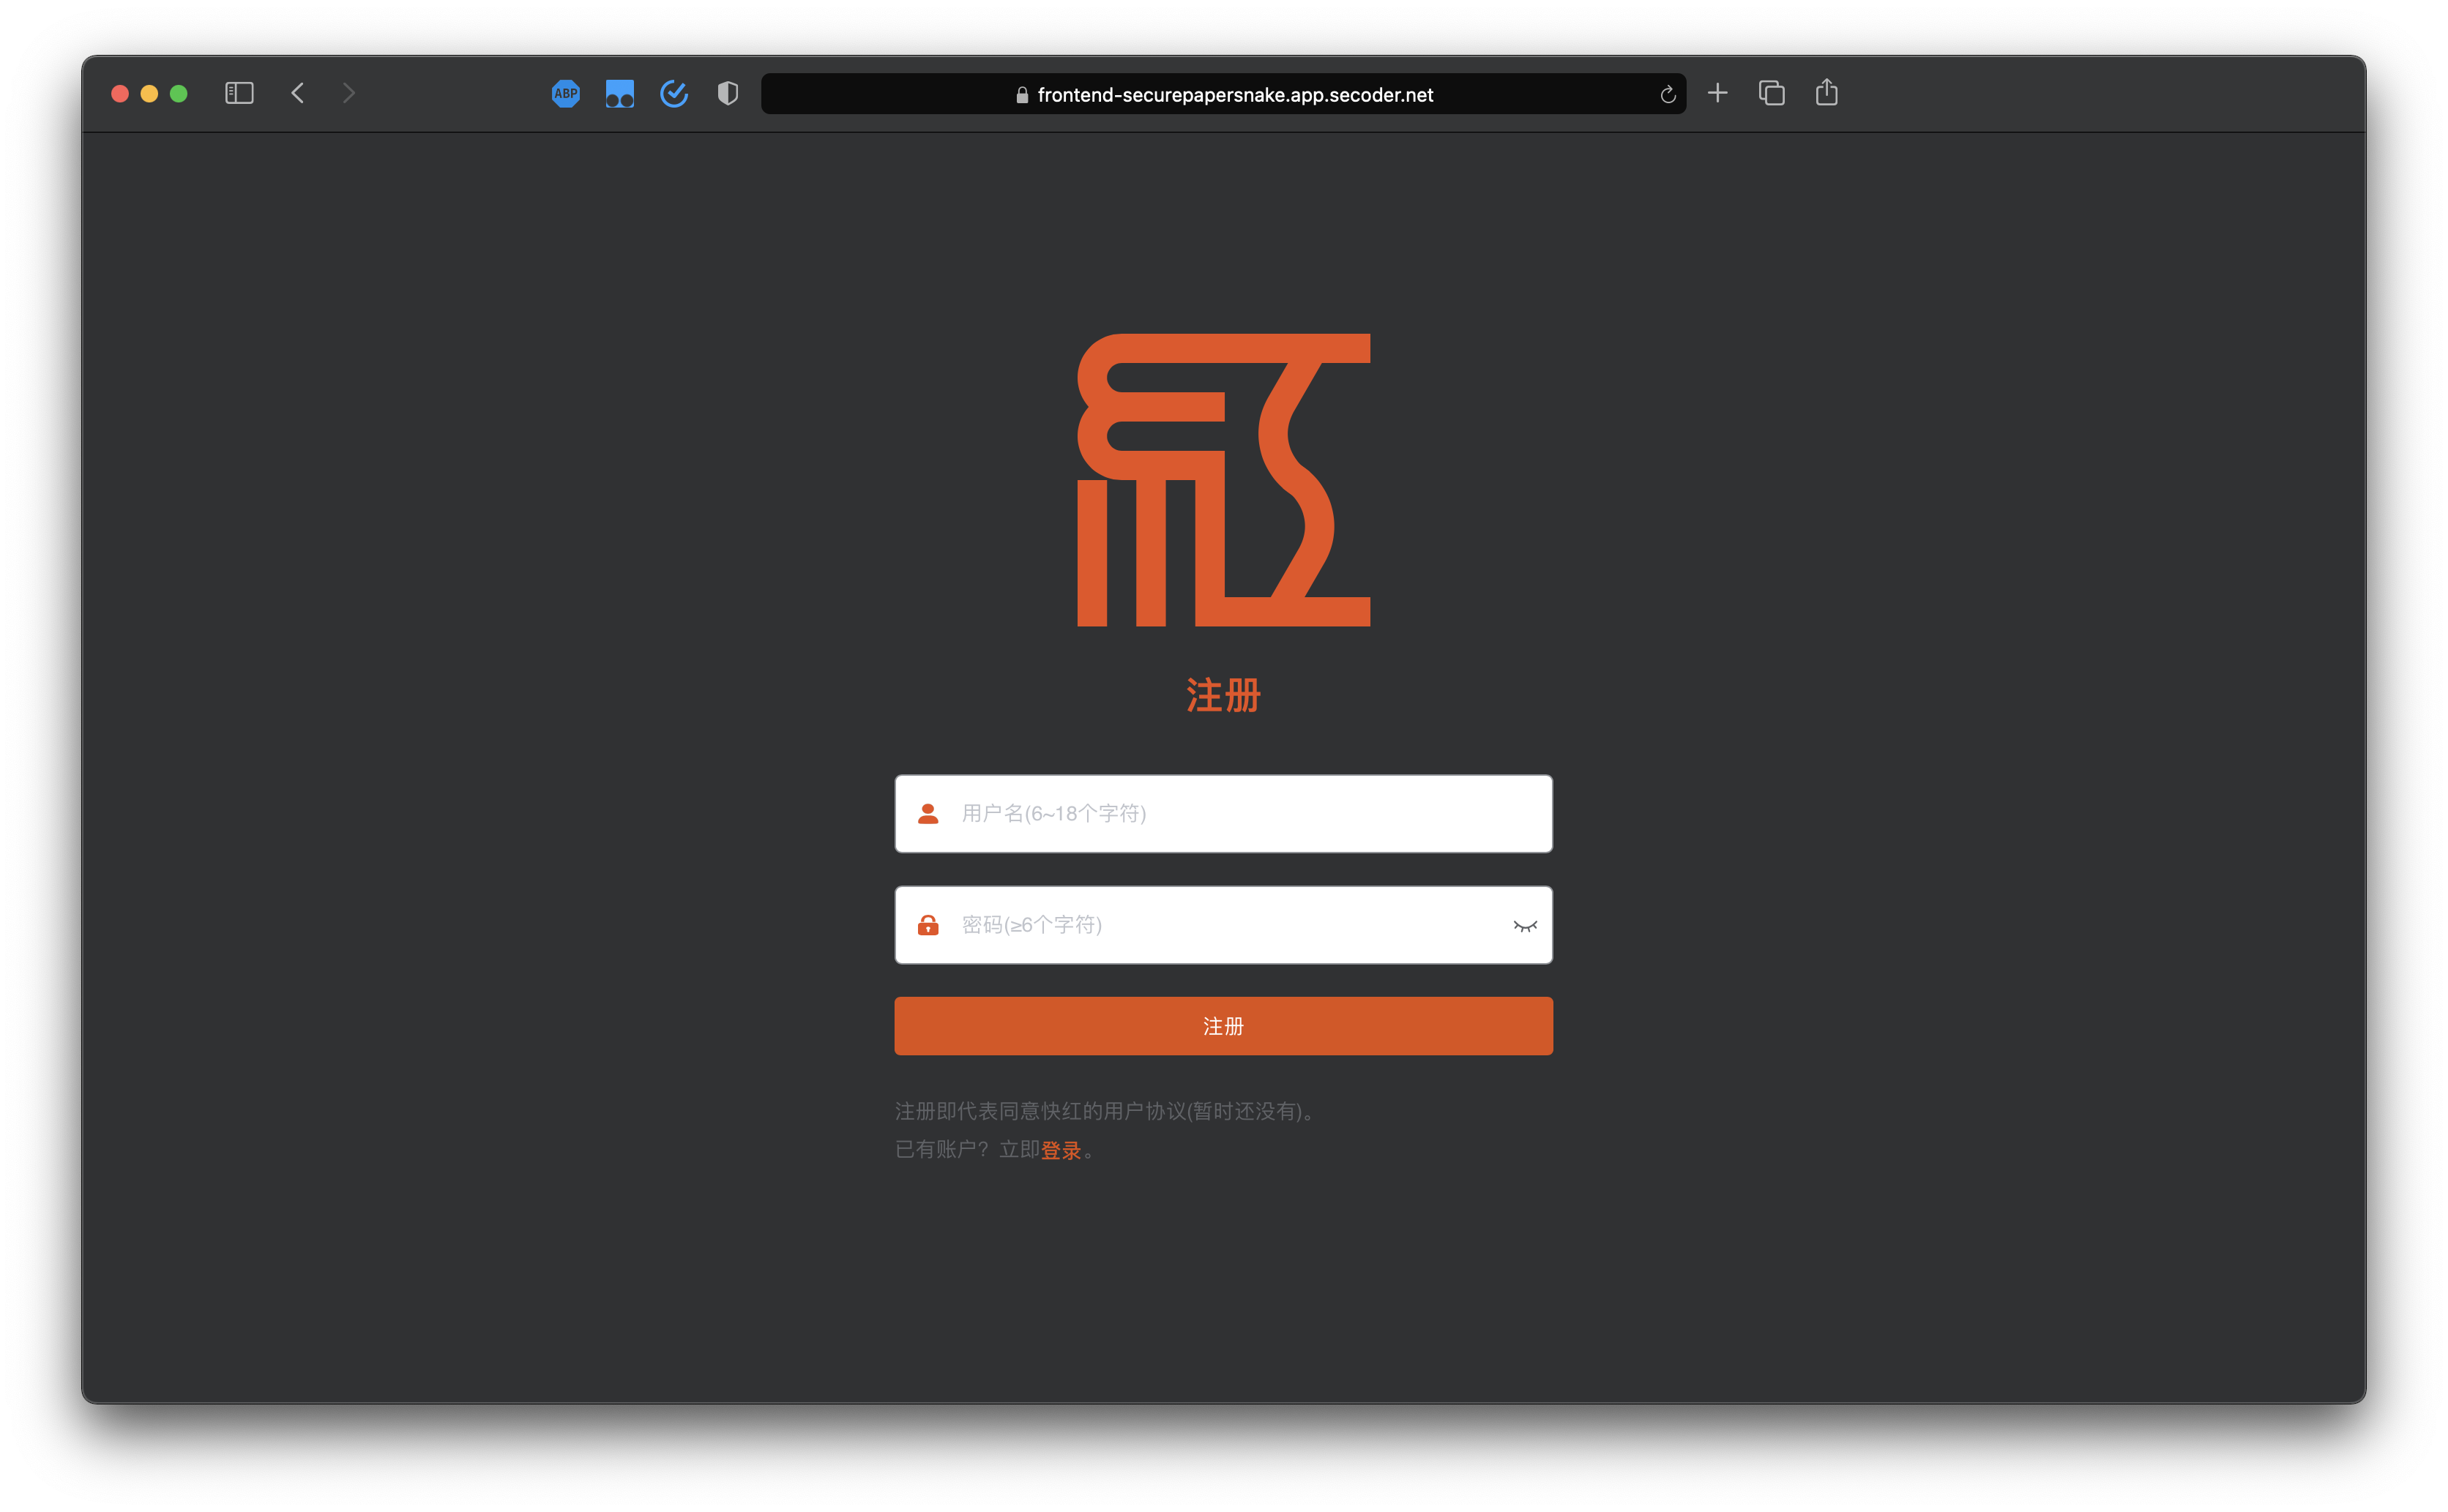 ABP
frontend-securepapersnake.app.secoder.net
注册
用户名(6~18个字符)
密码(≥6个字符)
注册
注册即代表同意快红的用户协议(暂时还没有)。
已有账户？立即登录。